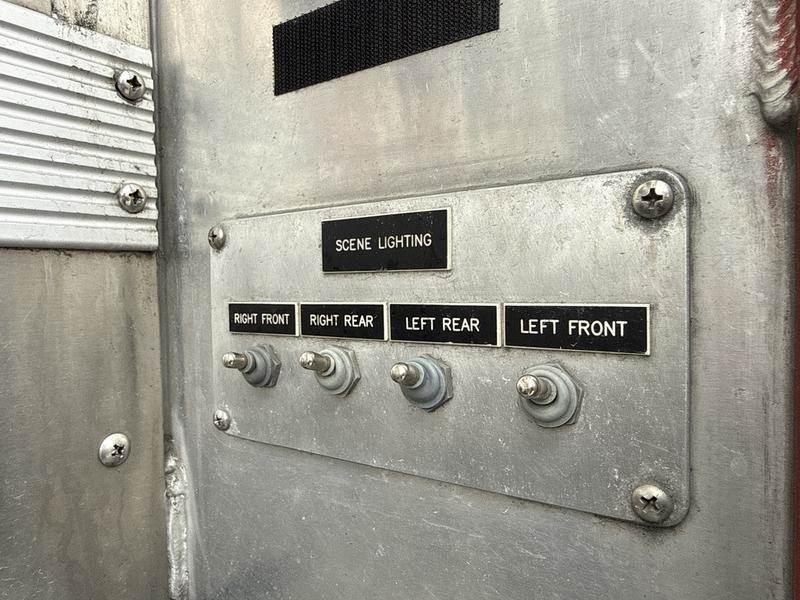 SCENE LIGHTING
RIGHT FRONT
RIGHT REAR
LEFT REAR
LEFT FRONT